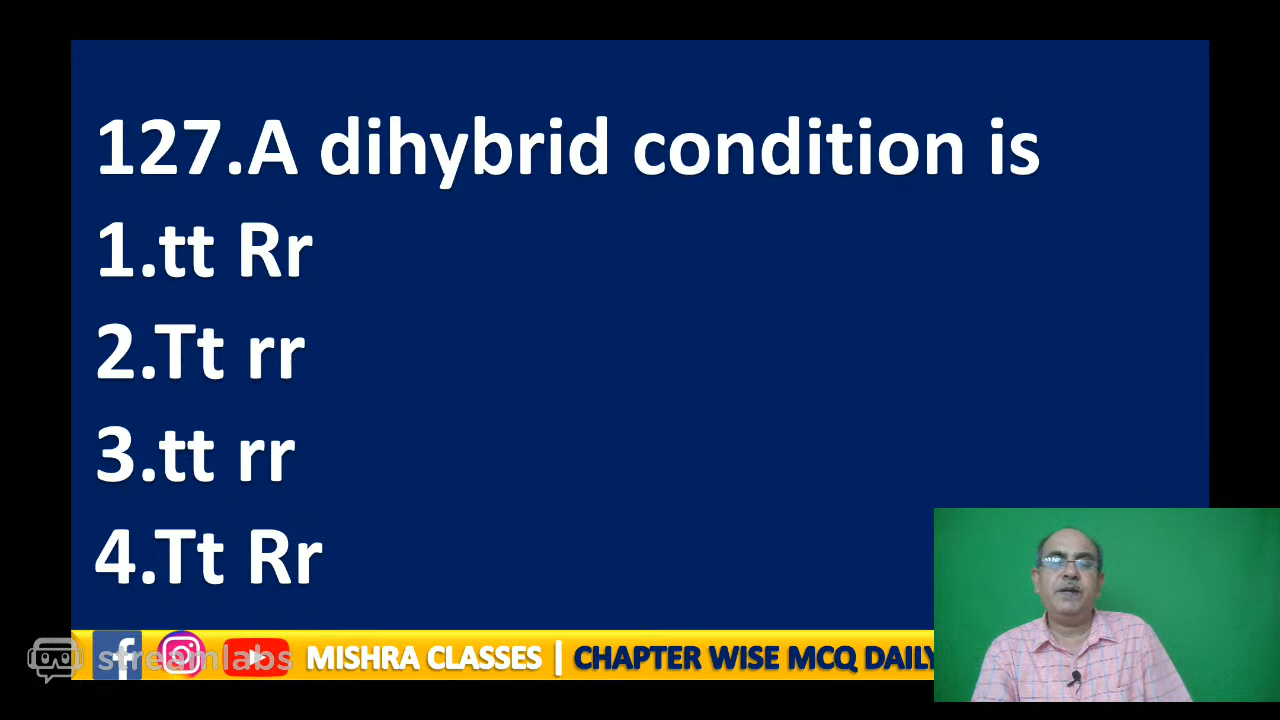 127.A dihybrid condition is
1.tt Rr
2.Tt rr
3.tt rr
4.Tt Rr
streamlabs MISHRA CLASSES | CHAPTER WISE MCQ DAILY